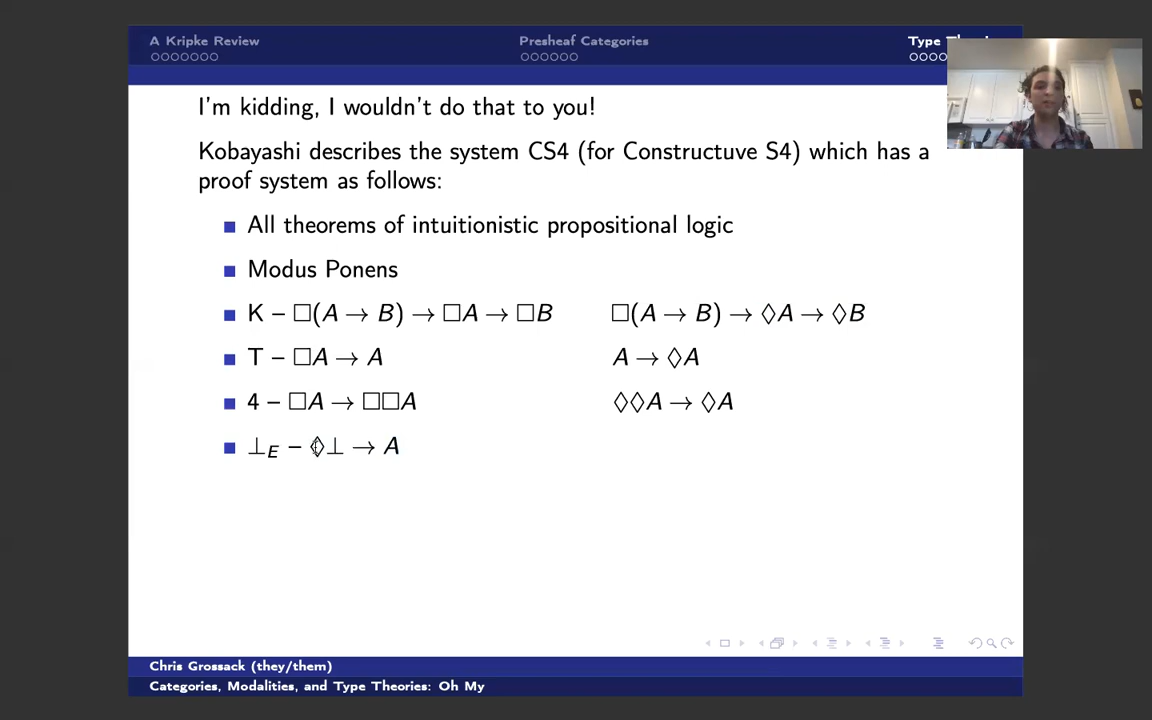 A Kripke Review
Presheaf Categories
I'm kidding, I wouldn't do that to you!
Kobayashi describes the system CS4 (for Constructuve S4) which has a
proof system as follows:
All theorems of intuitionistic propositional logic
Modus Ponens
K – □(A → B) → □A → □B □(A → B) → ◊A → ◊B
T – □A → A A → ◊A
4 – □A → □□A ◊◊A → ◊A
⊥E – ◊⊥ → A
Chris Grossack (they/them)
Categories, Modalities, and Type Theories: Oh My